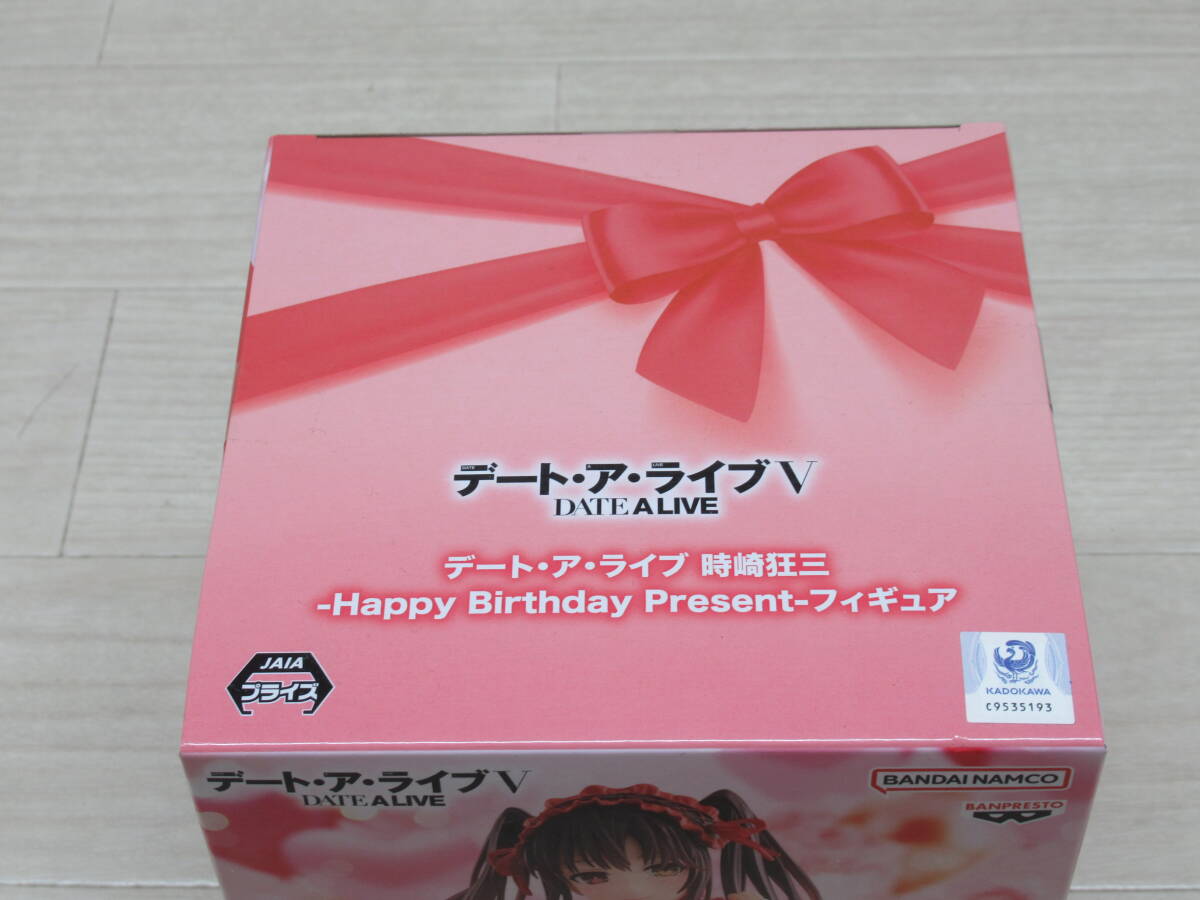 デート・ア・ライブ V
DATE A LIVE
デート・ア・ライブ 時崎狂三
-Happy Birthday Present-フィギュア
JAIA
プライズ
KADOKAWA
C9535193
デート・ア・ライブ V
DATE A LIVE
BANDAI NAMCO
BANPRESTO